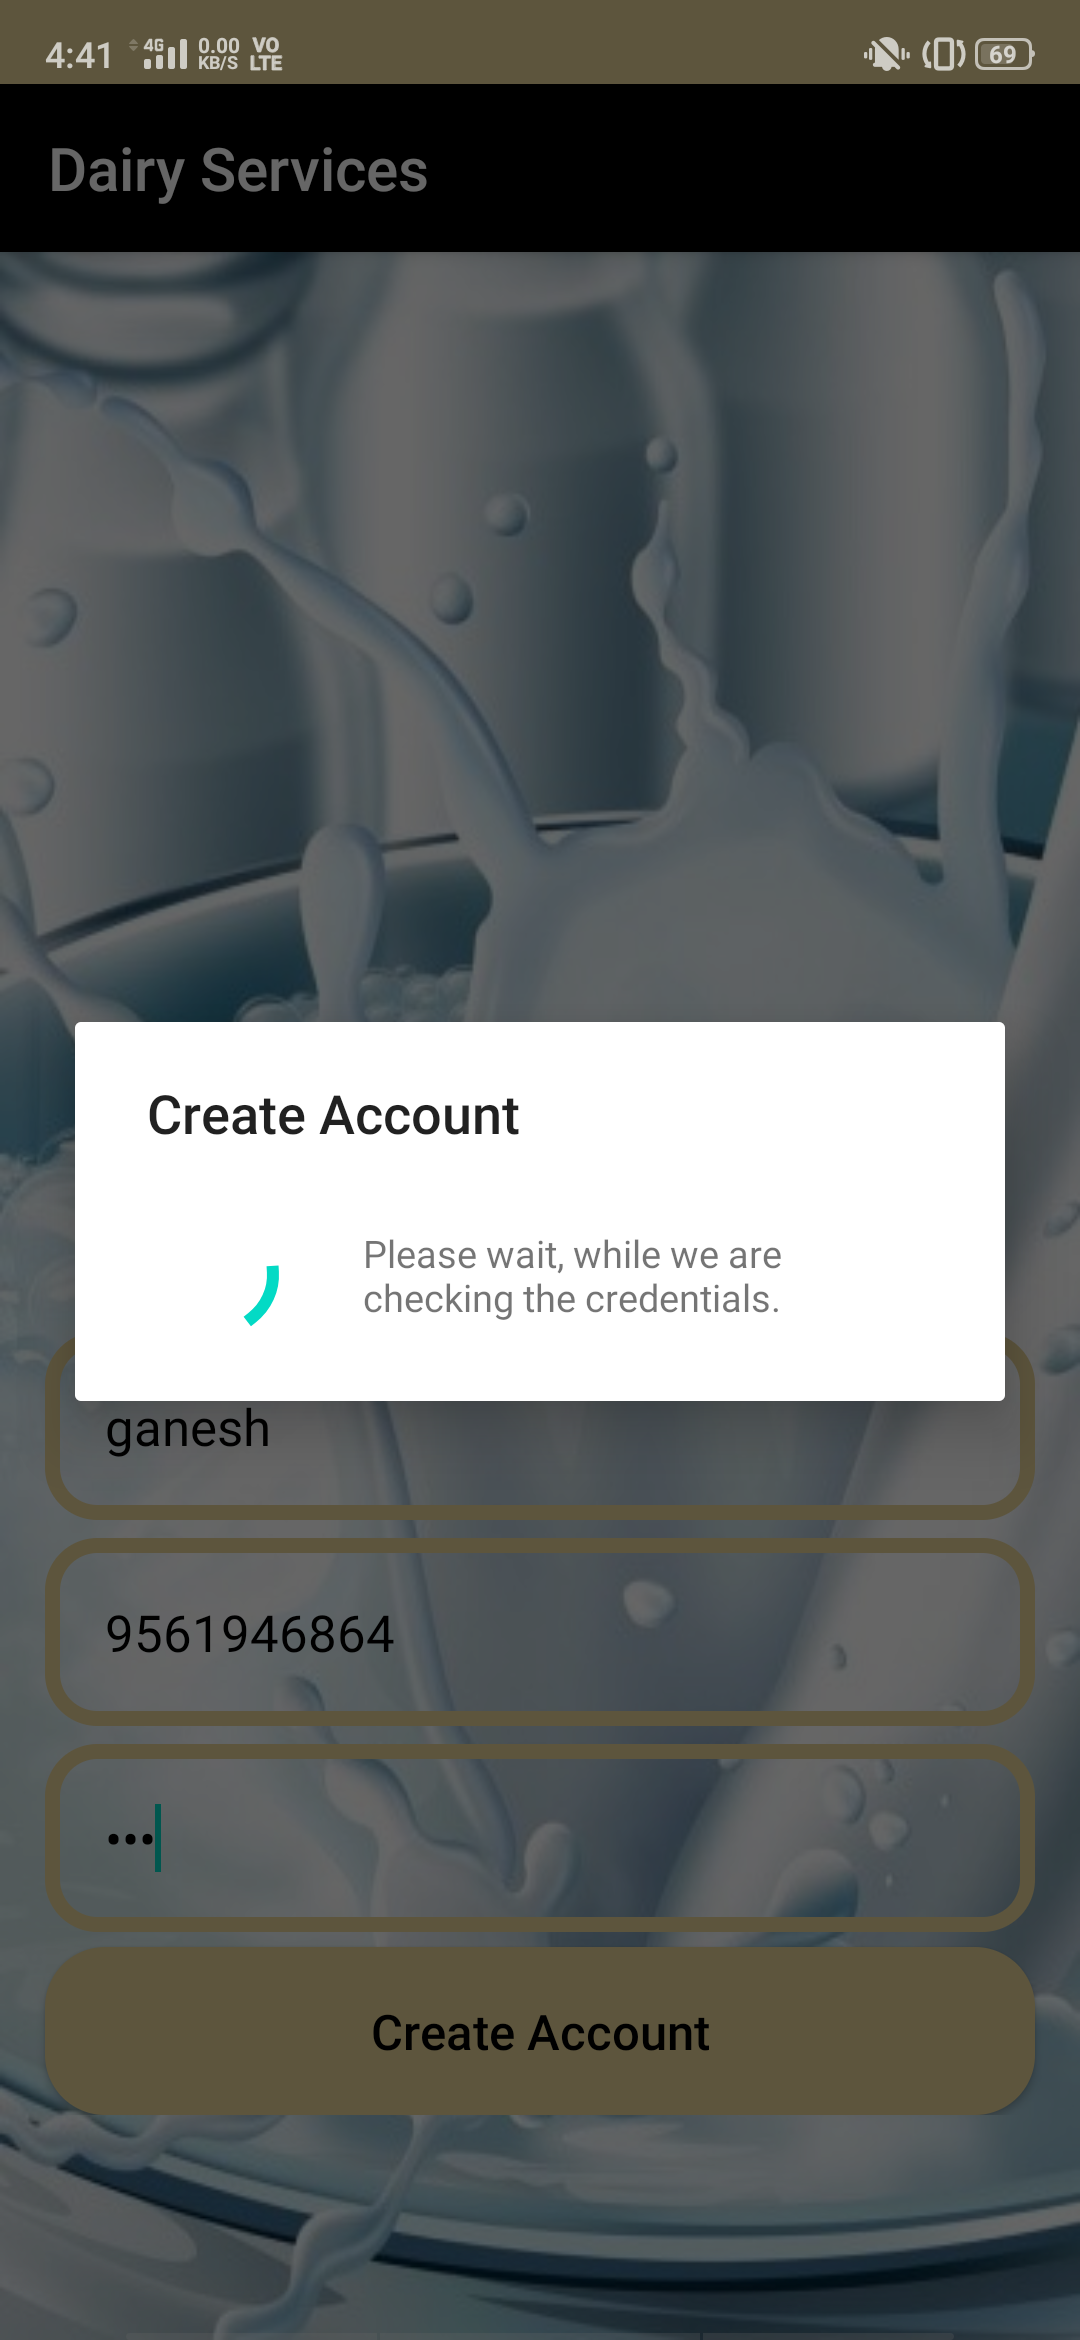 4:41 4G 0.00 KB/S VO LTE 69
Dairy Services
Create Account
Please wait, while we are
checking the credentials.
ganesh
9561946864
•••
Create Account